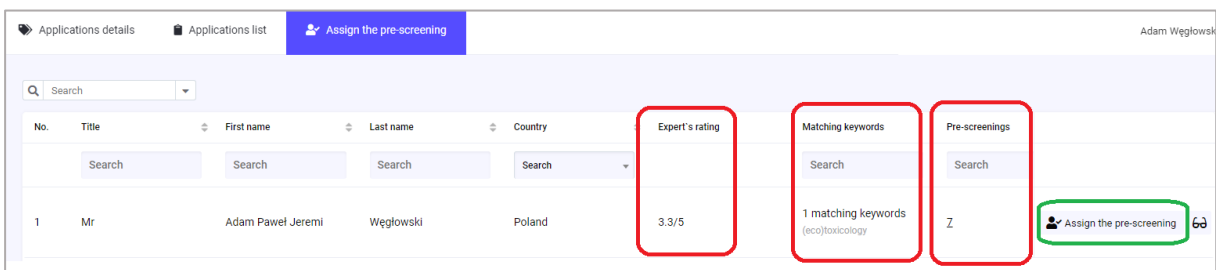 Applications details Applications list Assign the pre-screening Adam Węgłowsk
Search
No. Title First name Last name Country Expert`s rating Matching keywords Pre-screenings
Search Search Search Search Search Search
1 Mr Adam Paweł Jeremi Węgłowski Poland 3.3/5 1 matching keywords 7 Assign the pre-screening
(eco)toxicology